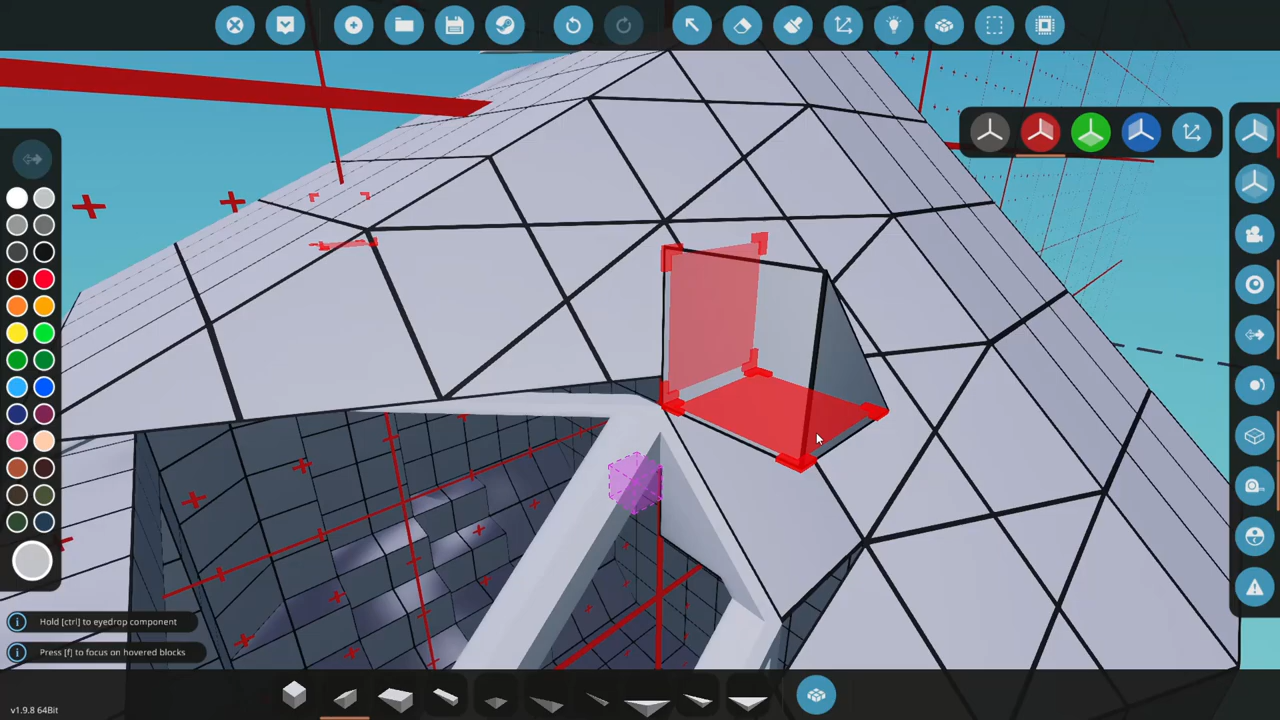 Hold [ctrl] to eyedrop component
Press [f] to focus on hovered blocks
v1.9.8 64Bit